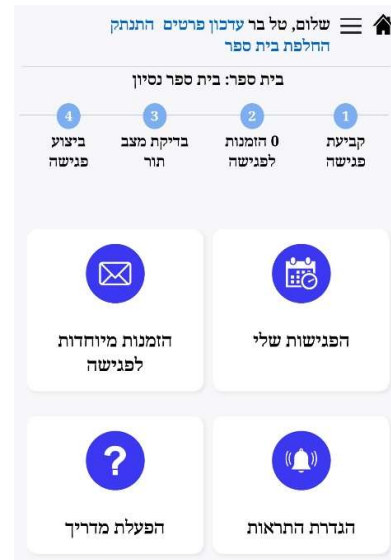 שלום, טל בר עדכון פרטים התנתק
החלפת בית ספר
בית ספר: בית ספר נסיון
1 2 3 4
קביעת פגישה
0 הזמנות לפגישה
בדיקת מצב תור
ביצוע פגישה
הפגישות שלי
הזמנות מיוחדות
לפגישה
הגדרת התראות
הפעלת מדריך